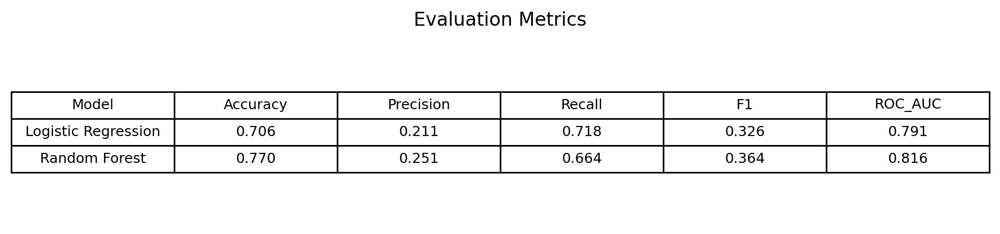 Evaluation Metrics
Model Accuracy Precision Recall F1 ROC_AUC
Logistic Regression 0.706 0.211 0.718 0.326 0.791
Random Forest 0.770 0.251 0.664 0.364 0.816